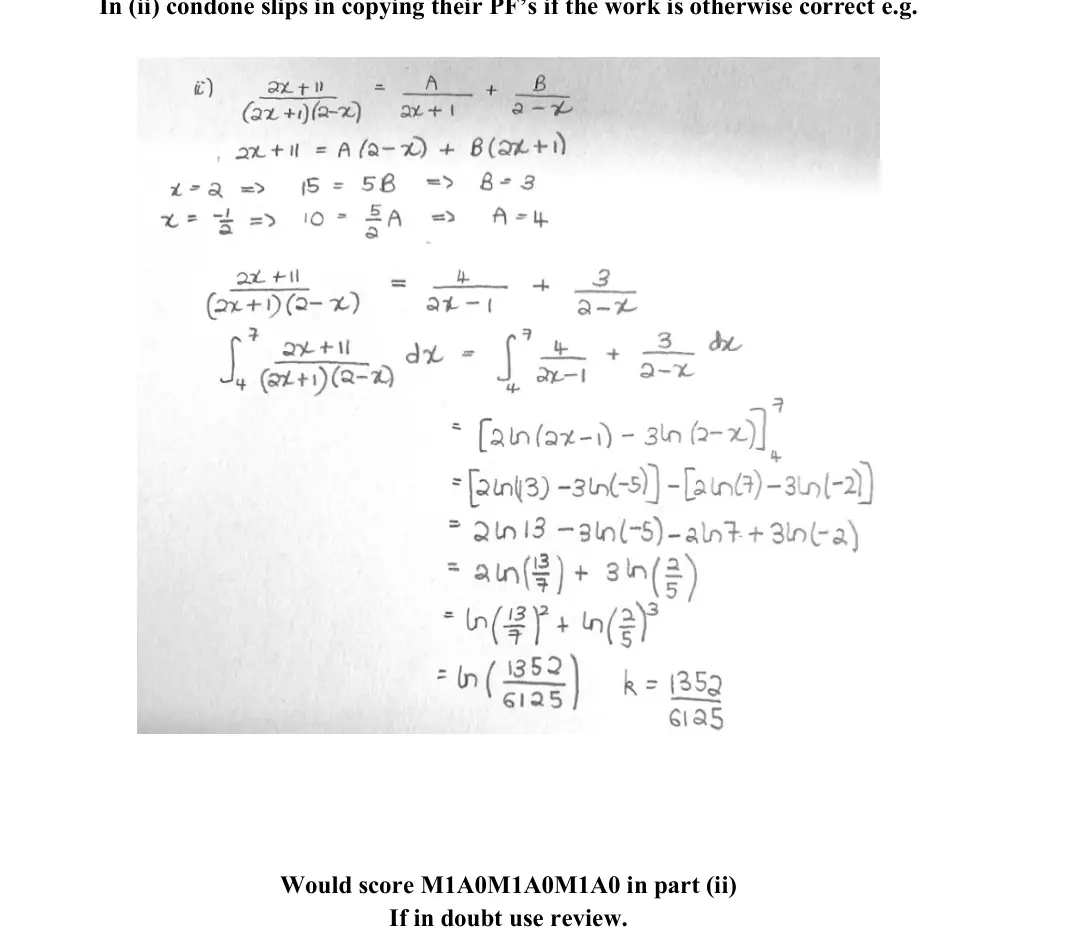 In (ii) condone slips in copying their PF's if the work is otherwise correct e.g.
ii) (2x + 11)/((2x + 1)(2 - x)) = A/(2x + 1) + B/(2 - x)
2x + 11 = A(2 - x) + B(2x + 1)
x = 2 => 15 = 5B => B = 3
x = -1/2 => 10 = 5/2 A => A = 4
(2x + 11)/((2x + 1)(2 - x)) = 4/(2x - 1) + 3/(2 - x)
∫₄⁷ (2x + 11)/((2x + 1)(2 - x)) dx = ∫₄⁷ 4/(2x - 1) + 3/(2 - x) dx
= [2ln(2x - 1) - 3ln(2 - x)]₄⁷
= [2ln(13) - 3ln(-5)] - [2ln(7) - 3ln(-2)]
= 2ln13 - 3ln(-5) - 2ln7 + 3ln(-2)
= 2ln(13/7) + 3ln(2/5)
= ln(13/7)² + ln(2/5)³
= ln(1352/6125) k = 1352/6125
Would score M1A0M1A0M1A0 in part (ii)
If in doubt use review.